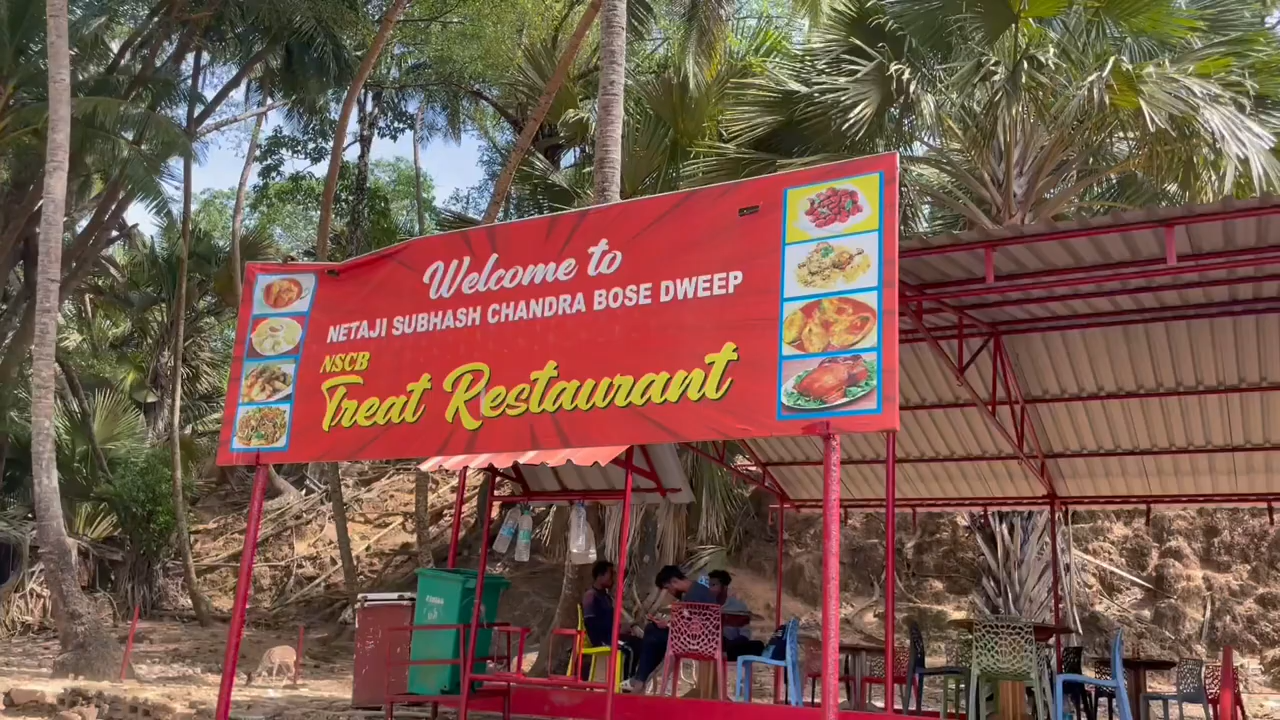 Welcome to
NETAJI SUBHASH CHANDRA BOSE DWEEP
NSCB
Treat Restaurant